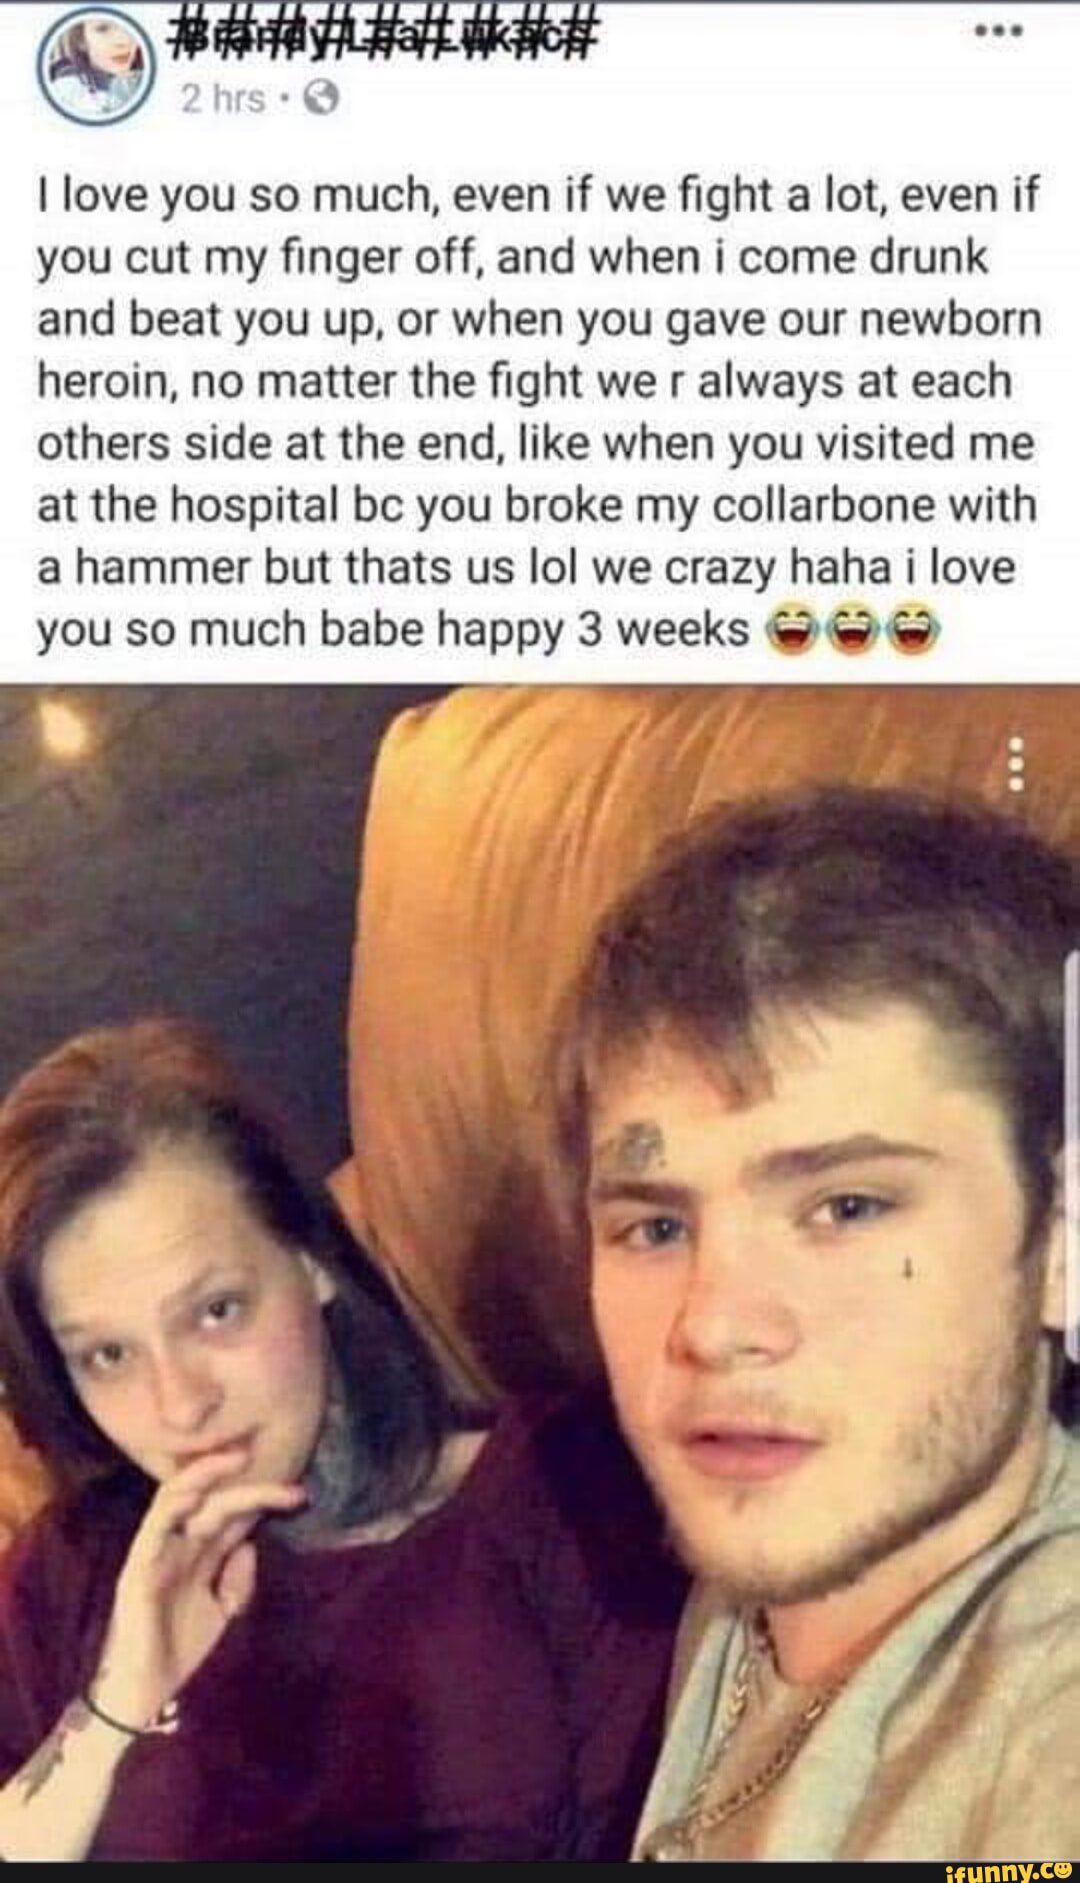 2 hrs
I love you so much, even if we fight a lot, even if
you cut my finger off, and when i come drunk
and beat you up, or when you gave our newborn
heroin, no matter the fight we r always at each
others side at the end, like when you visited me
at the hospital bc you broke my collarbone with
a hammer but thats us lol we crazy haha i love
you so much babe happy 3 weeks 😂😂😂
ifunny.co